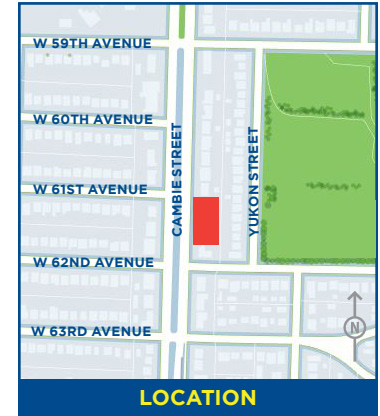 W 59TH AVENUE
W 60TH AVENUE
CAMBIE STREET
YUKON STREET
W 61ST AVENUE
W 62ND AVENUE
W 63RD AVENUE
N
LOCATION